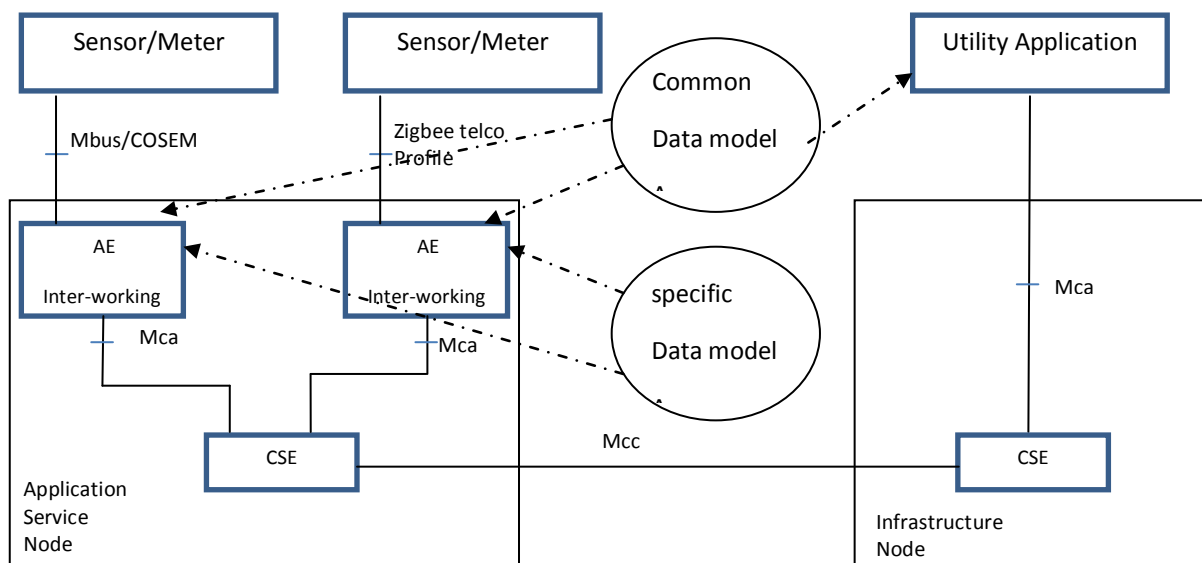 Sensor/Meter
Sensor/Meter
Utility Application
Common
Data model
Mbus/COSEM
Zigbee telco
Profile
AE
Inter-working
AE
Inter-working
specific
Data model
Mca
Mca
Mca
Mcc
CSE
CSE
Application
Service
Node
Infrastructure
Node